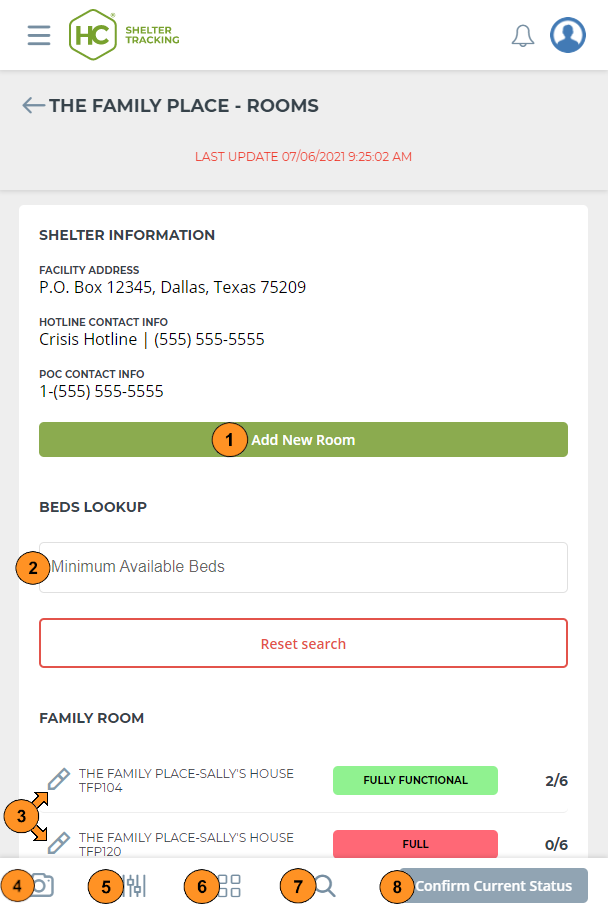 HC SHELTER
TRACKING
THE FAMILY PLACE - ROOMS
LAST UPDATE 07/06/2021 9:25:02 AM
SHELTER INFORMATION
FACILITY ADDRESS
P.O. Box 12345, Dallas, Texas 75209
HOTLINE CONTACT INFO
Crisis Hotline | (555) 555-5555
POC CONTACT INFO
1-(555) 555-5555
1 Add New Room
BEDS LOOKUP
2 Minimum Available Beds
Reset search
FAMILY ROOM
THE FAMILY PLACE-SALLY'S HOUSE
TFP104
FULLY FUNCTIONAL
2/6
3
THE FAMILY PLACE-SALLY'S HOUSE
TFP120
FULL
0/6
4 5 6 7 8 Confirm Current Status